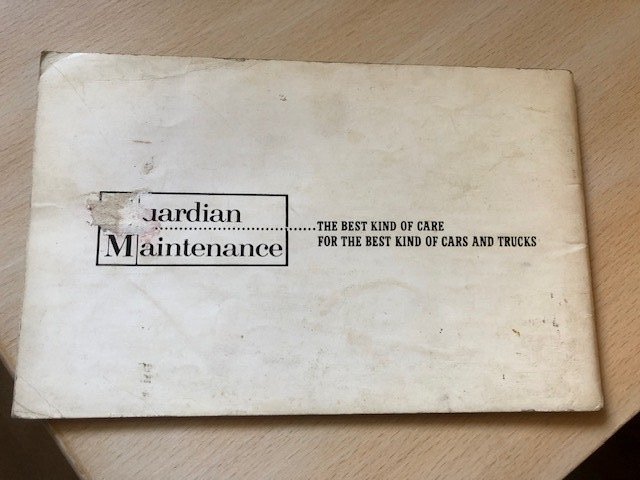 uardian
Maintenance
THE BEST KIND OF CARE
FOR THE BEST KIND OF CARS AND TRUCKS